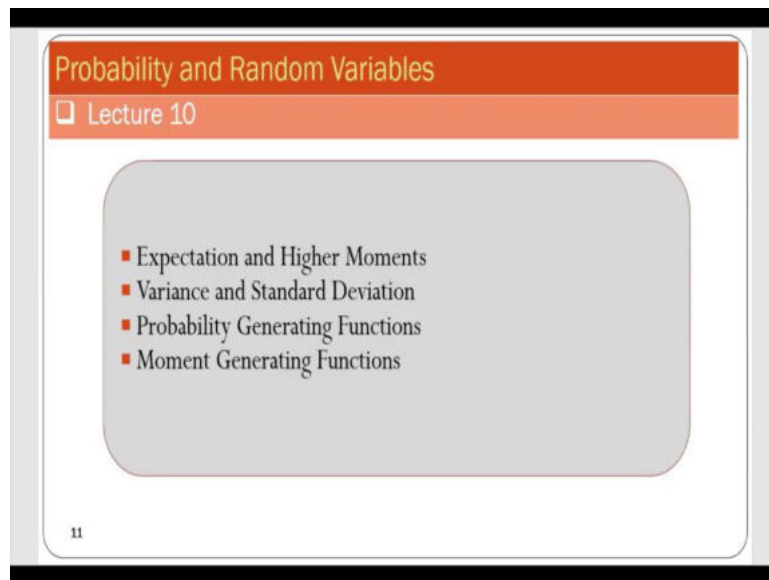 Probability and Random Variables
Lecture 10
Expectation and Higher Moments
Variance and Standard Deviation
Probability Generating Functions
Moment Generating Functions
11